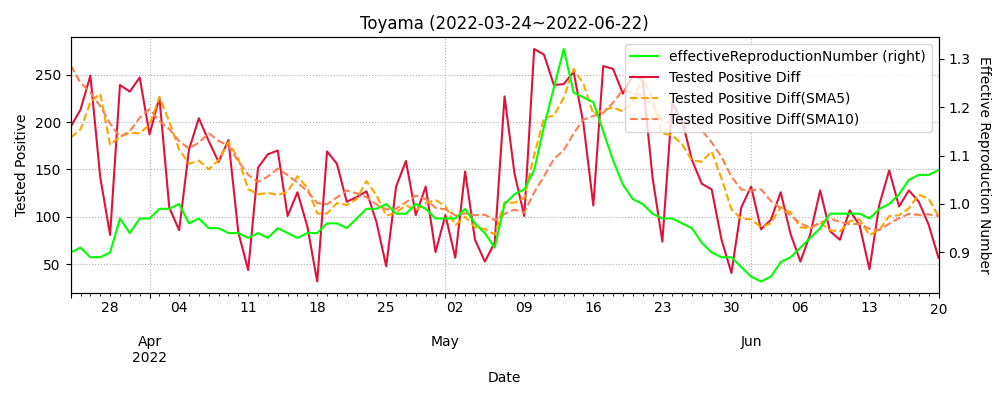 Toyama (2022-03-24~2022-06-22)
effectiveReproductionNumber (right)
Tested Positive Diff
Tested Positive Diff(SMA5)
Tested Positive Diff(SMA10)
Tested Positive
250
200
150
100
50
1.3
1.2
1.1
1.0
0.9
Effective Reproduction Number
28 04 11 18 25 02 09 16 23 30 06 13 20
Apr May Jun
2022
Date